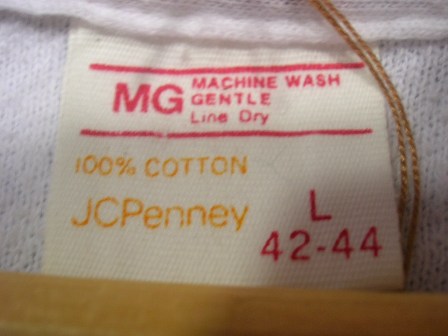 MG MACHINE WASH
GENTLE
Line Dry
100% COTTON
JCPenney L
42-44